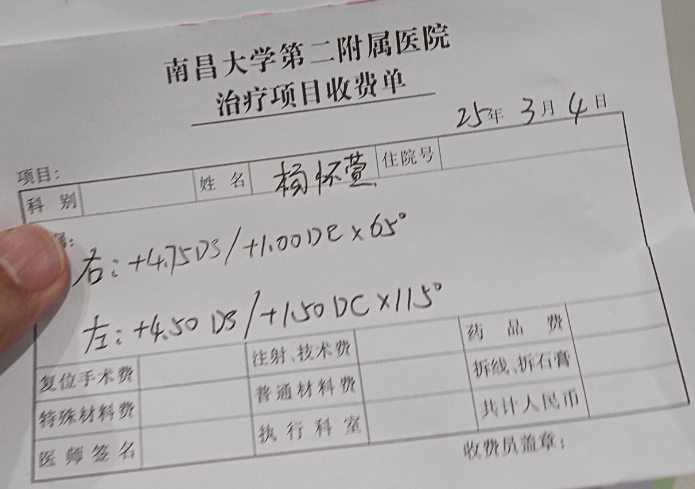 南昌大学第二附属医院
治疗项目收费单
25年 3月 4日
项目:
科别 姓名 杨怀萱 住院号
属:
右: +4.75DS/+1.00DC×65°
左: +4.50DS/+1.50DC×115°
复位手术费 注射、技术费 药品费
特殊材料费 普通材料费 拆线、拆石膏
医师签名 执行科室 共计人民币
收费员盖章: